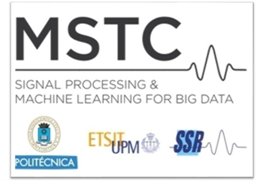 MSTC
SIGNAL PROCESSING &
MACHINE LEARNING FOR BIG DATA
POLITÉCNICA
ETSIT
UPM
SSR